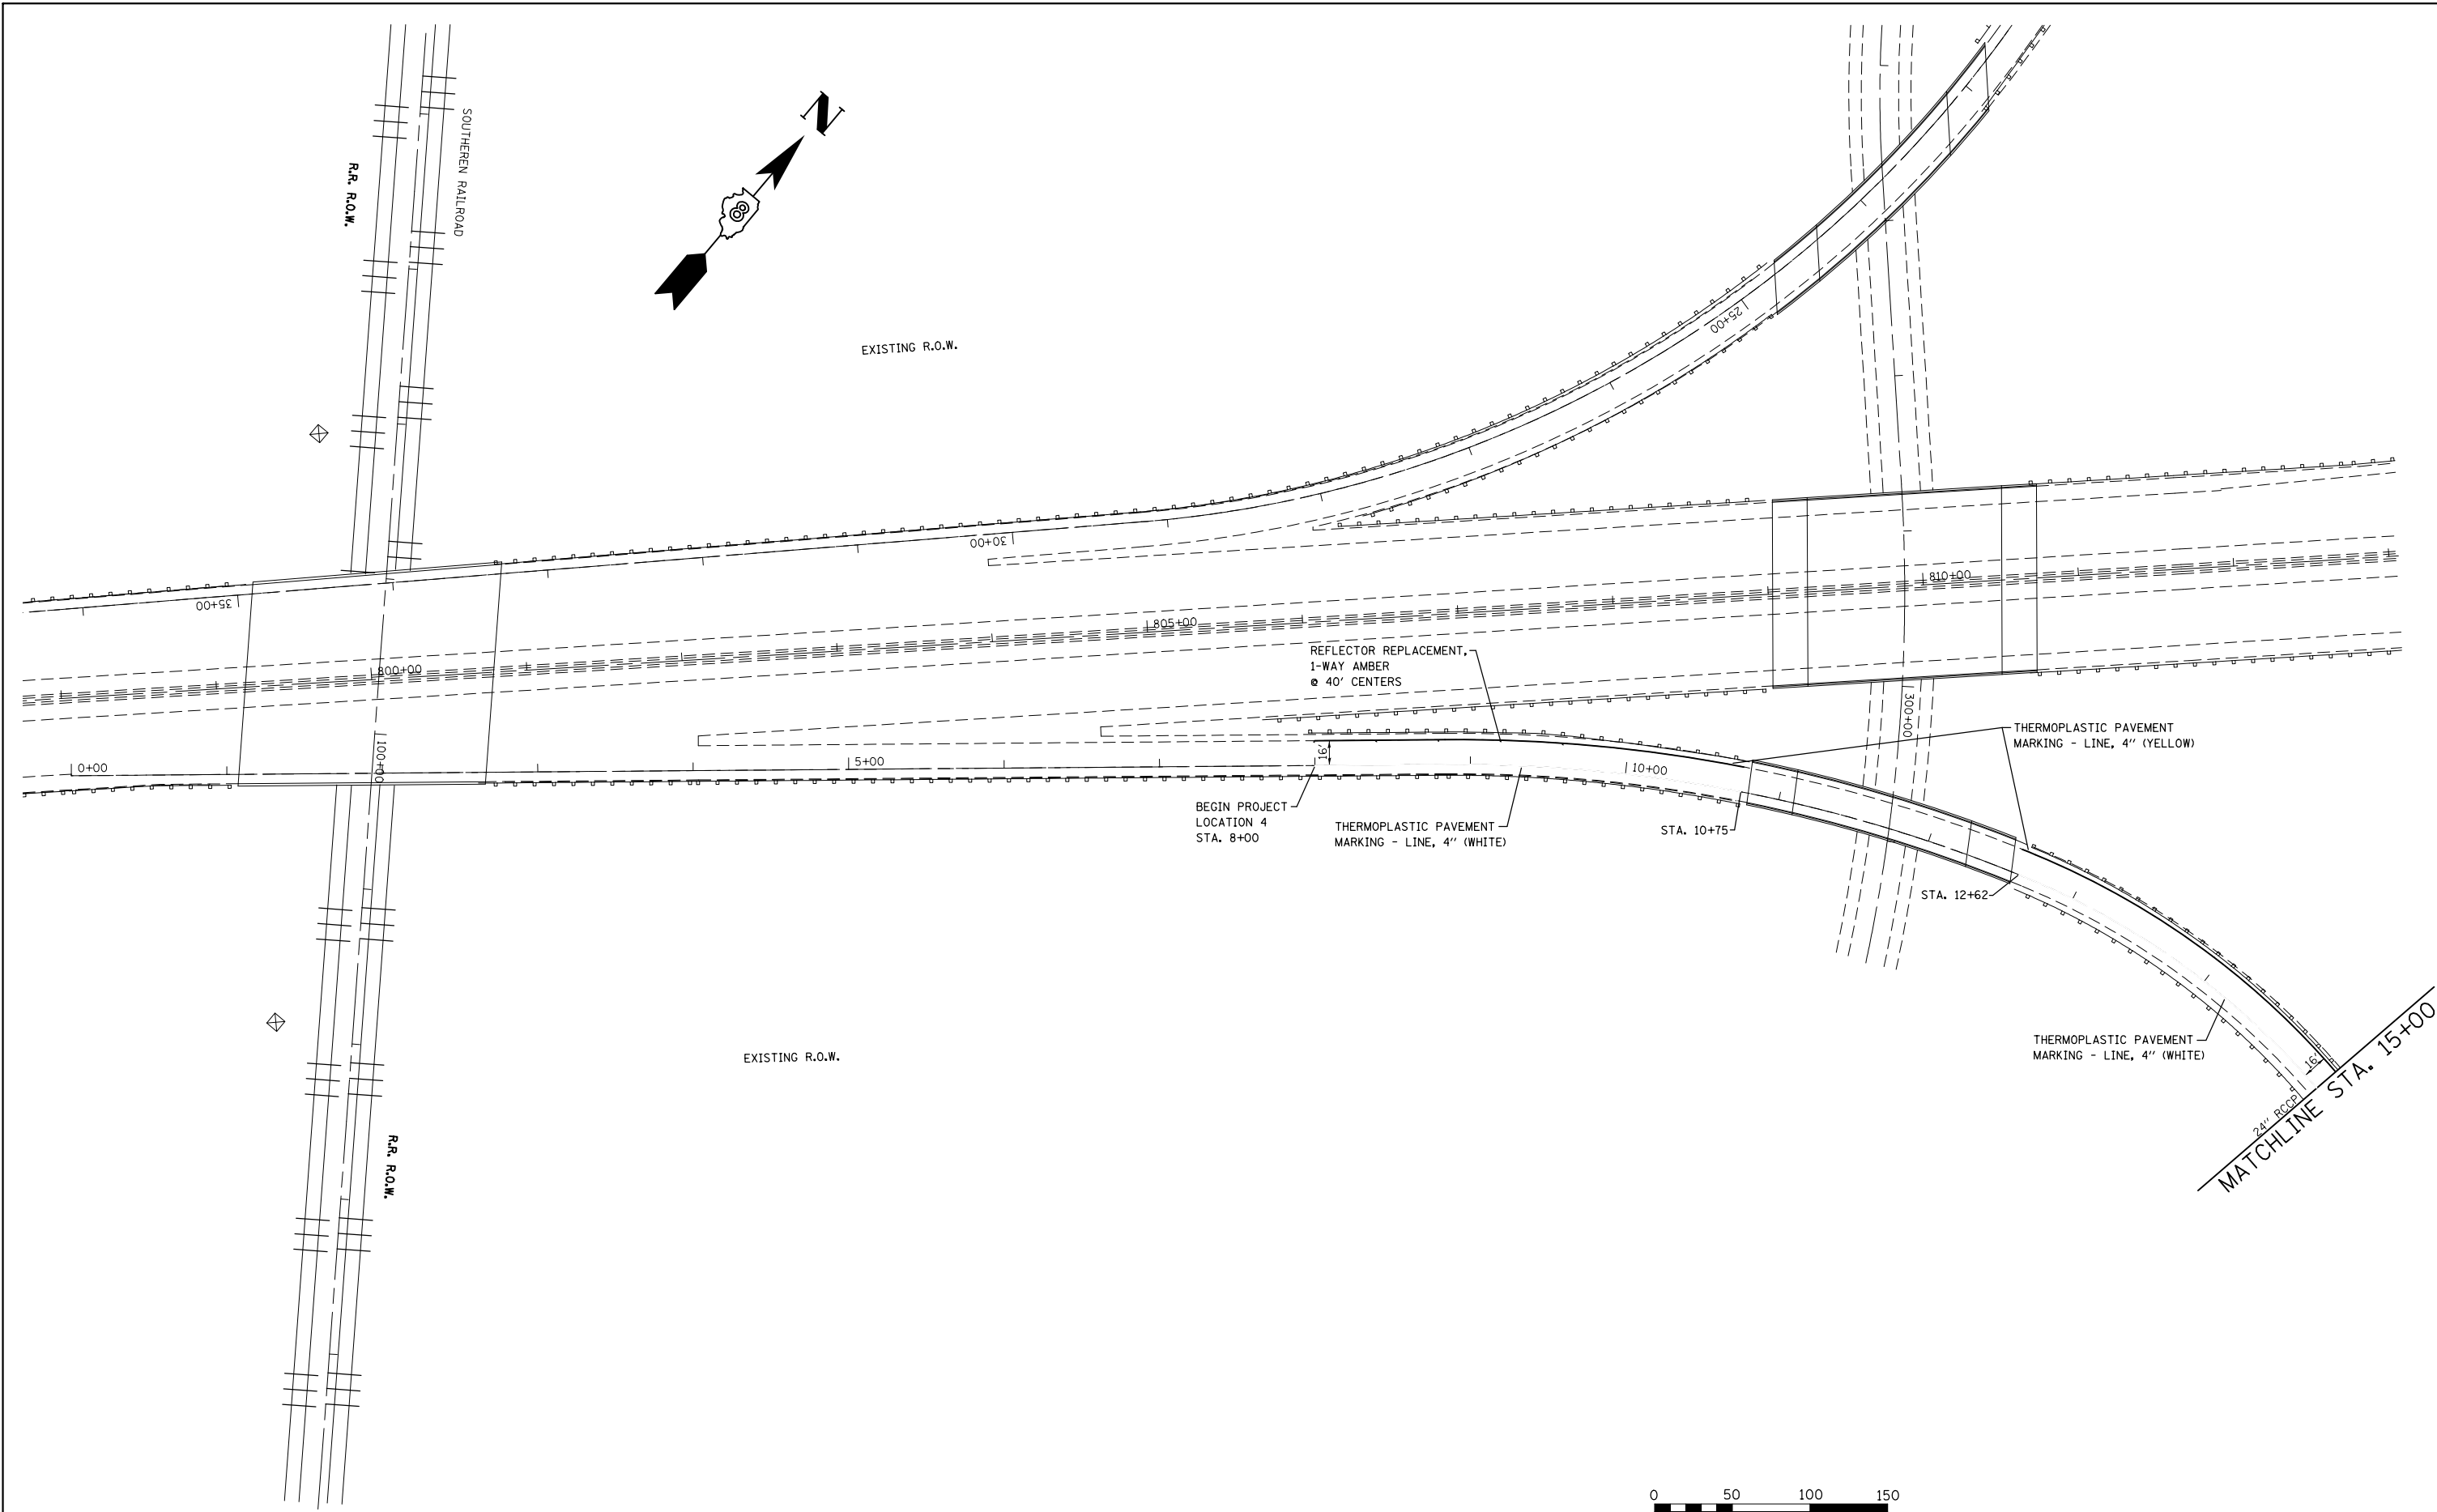 N
SOUTHEREN RAILROAD
R.R. R.O.W.
EXISTING R.O.W.
25+00
30+00
35+00
810+00
805+00
800+00
REFLECTOR REPLACEMENT,
1-WAY AMBER
@ 40' CENTERS
300+00
THERMOPLASTIC PAVEMENT
MARKING - LINE, 4" (YELLOW)
100+00
0+00
5+00
16'
10+00
BEGIN PROJECT
LOCATION 4
STA. 8+00
THERMOPLASTIC PAVEMENT
MARKING - LINE, 4" (WHITE)
STA. 10+75
STA. 12+62
EXISTING R.O.W.
THERMOPLASTIC PAVEMENT
MARKING - LINE, 4" (WHITE)
16'
24" RCCP
MATCHLINE STA. 15+00
R.R. R.O.W.
0 50 100 150